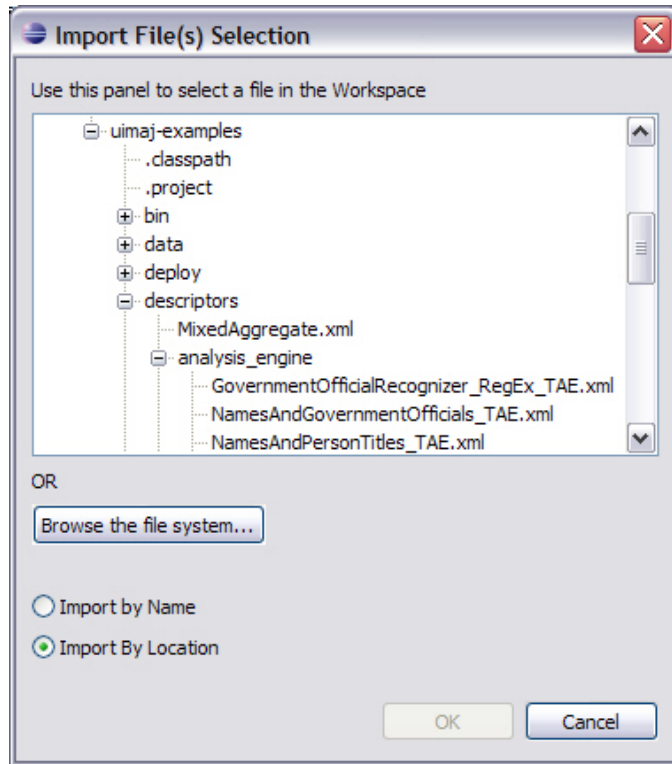 Import File(s) Selection
Use this panel to select a file in the Workspace
uimaj-examples
.classpath
.project
bin
data
deploy
descriptors
MixedAggregate.xml
analysis_engine
GovernmentOfficialRecognizer_RegEx_TAE.xml
NamesAndGovernmentOfficials_TAE.xml
NamesAndPersonTitles_TAE.xml
OR
Browse the file system...
Import by Name
Import By Location
OK Cancel